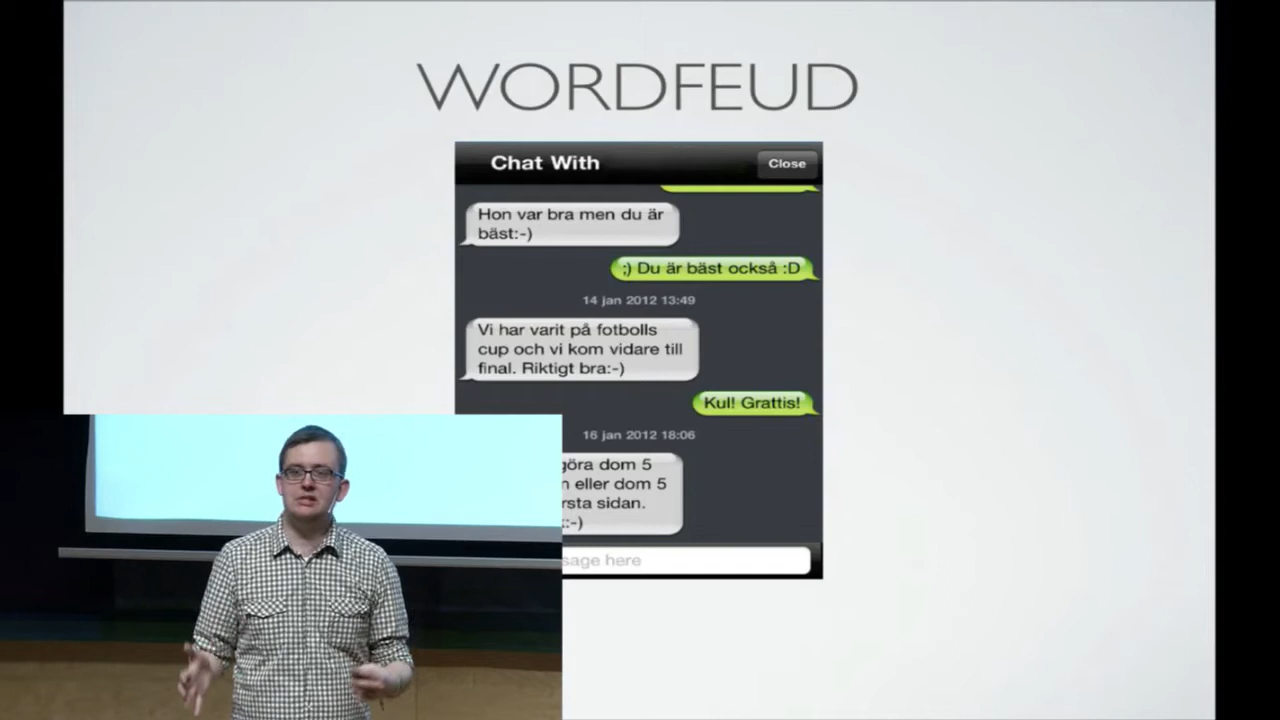 WORDFEUD
Chat With
Close
Hon var bra men du är
bäst:-)
;) Du är bäst också :D
14 jan 2012 13:49
Vi har varit på fotbolls
cup och vi kom vidare till
final. Riktigt bra:-)
Kul! Grattis!
16 jan 2012 18:06
göra dom 5
eller dom 5
sidan.
:-)
here